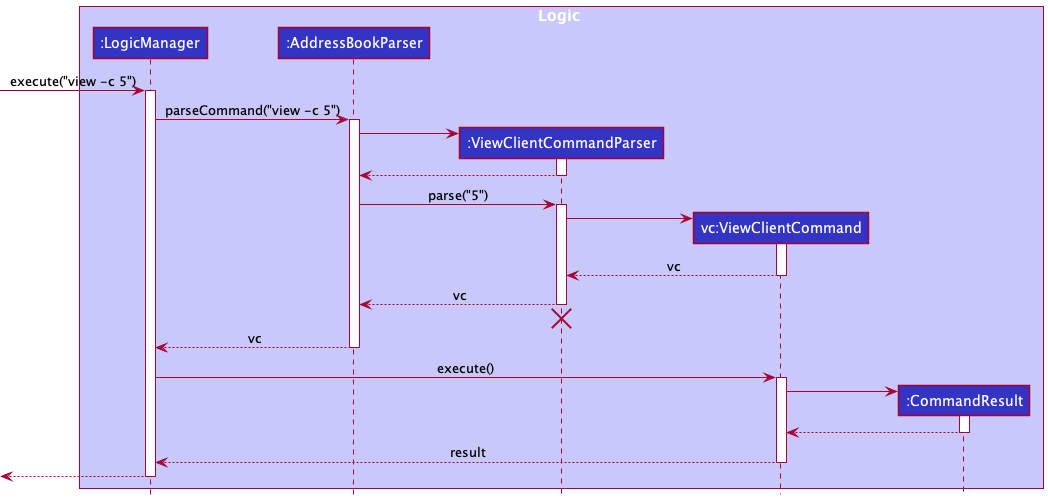 Logic
:LogicManager
:AddressBookParser
execute("view -c 5")
parseCommand("view -c 5")
:ViewClientCommandParser
parse("5")
vc:ViewClientCommand
vc
vc
vc
execute()
:CommandResult
result